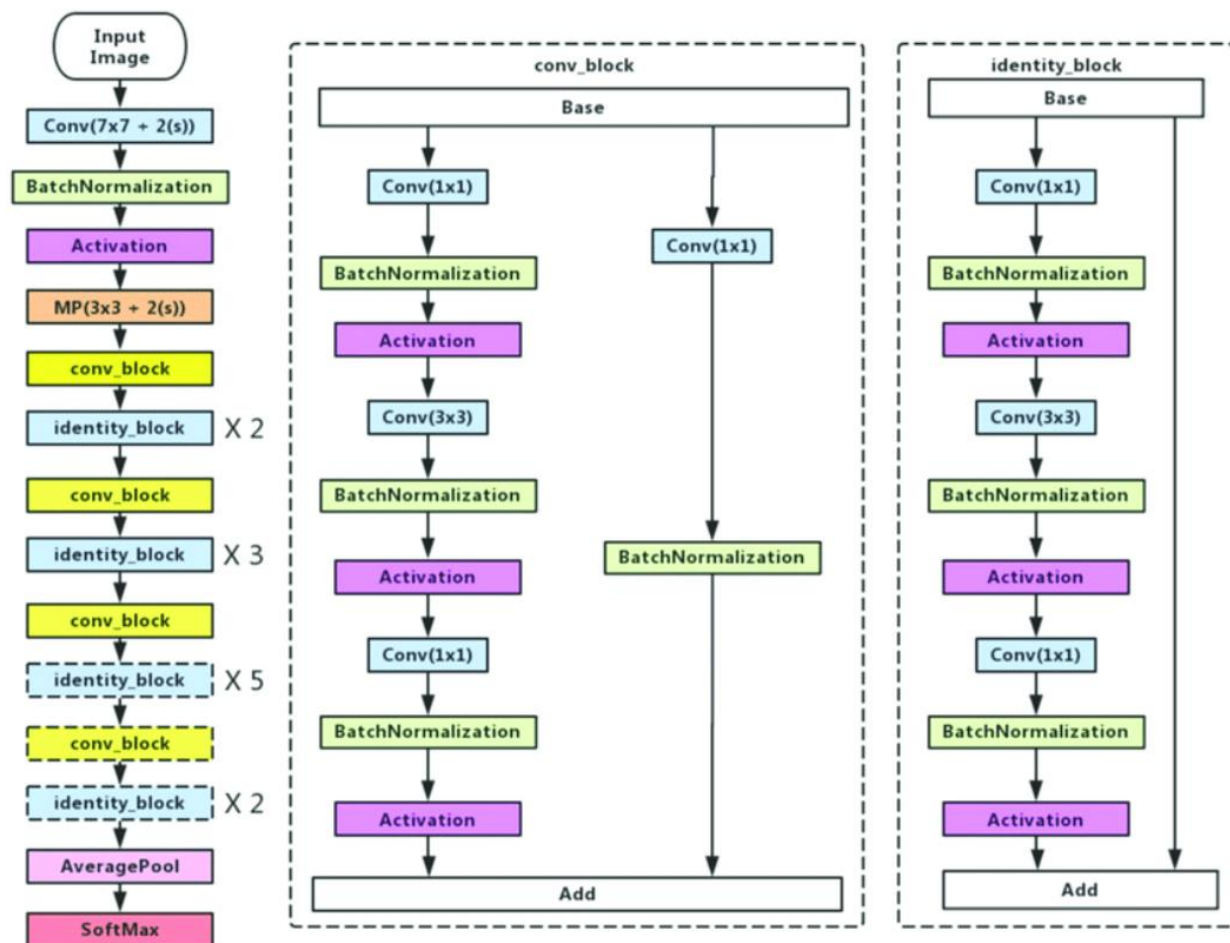 Input
Image
Conv(7x7 + 2(s))
BatchNormalization
Activation
MP(3x3 + 2(s))
conv_block
identity_block X 2
conv_block
identity_block X 3
conv_block
identity_block X 5
conv_block
identity_block X 2
AveragePool
SoftMax
conv_block
Base
Conv(1x1)
BatchNormalization
Activation
Conv(3x3)
BatchNormalization
Activation
Conv(1x1)
BatchNormalization
Activation
Conv(1x1)
BatchNormalization
Add
identity_block
Base
Conv(1x1)
BatchNormalization
Activation
Conv(3x3)
BatchNormalization
Activation
Conv(1x1)
BatchNormalization
Activation
Add